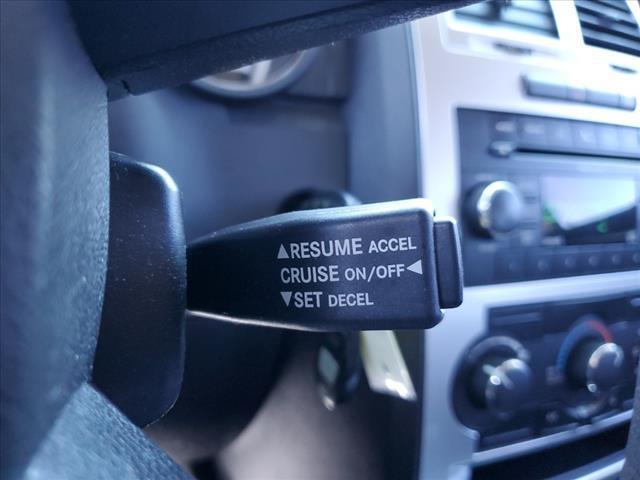 ▲RESUME ACCEL
CRUISE ON/OFF◄
▼SET DECEL